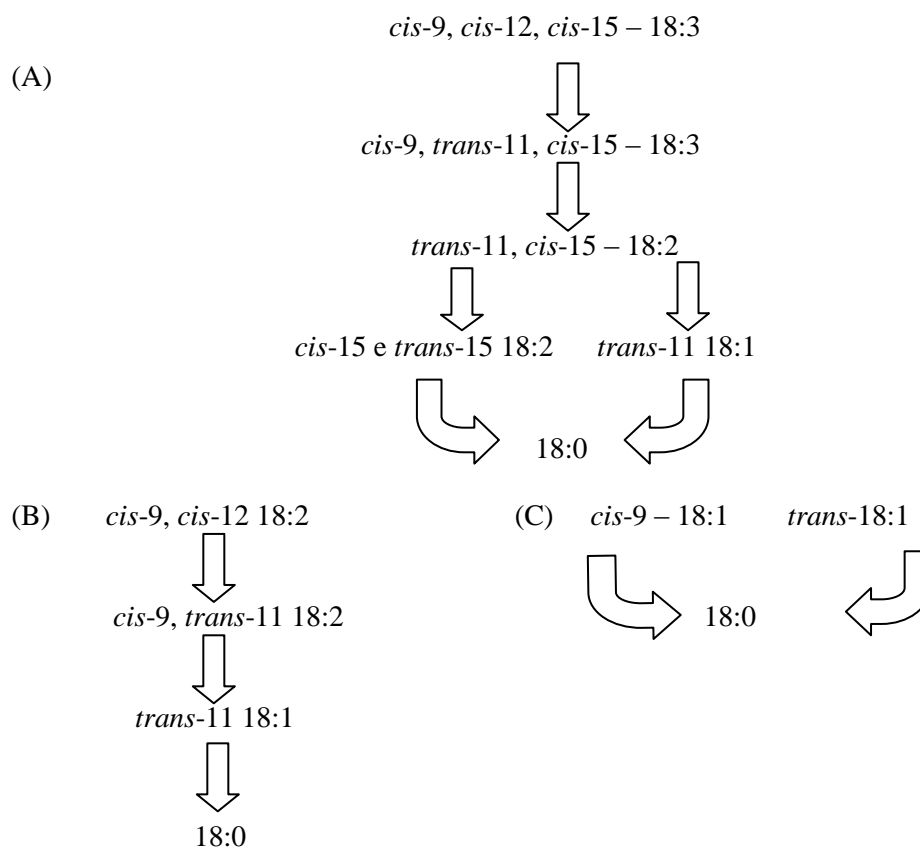 cis-9, cis-12, cis-15 – 18:3
(A)
cis-9, trans-11, cis-15 – 18:3
trans-11, cis-15 – 18:2
cis-15 e trans-15 18:2 trans-11 18:1
18:0
(B) cis-9, cis-12 18:2 (C) cis-9 – 18:1 trans-18:1
cis-9, trans-11 18:2 18:0
trans-11 18:1
18:0